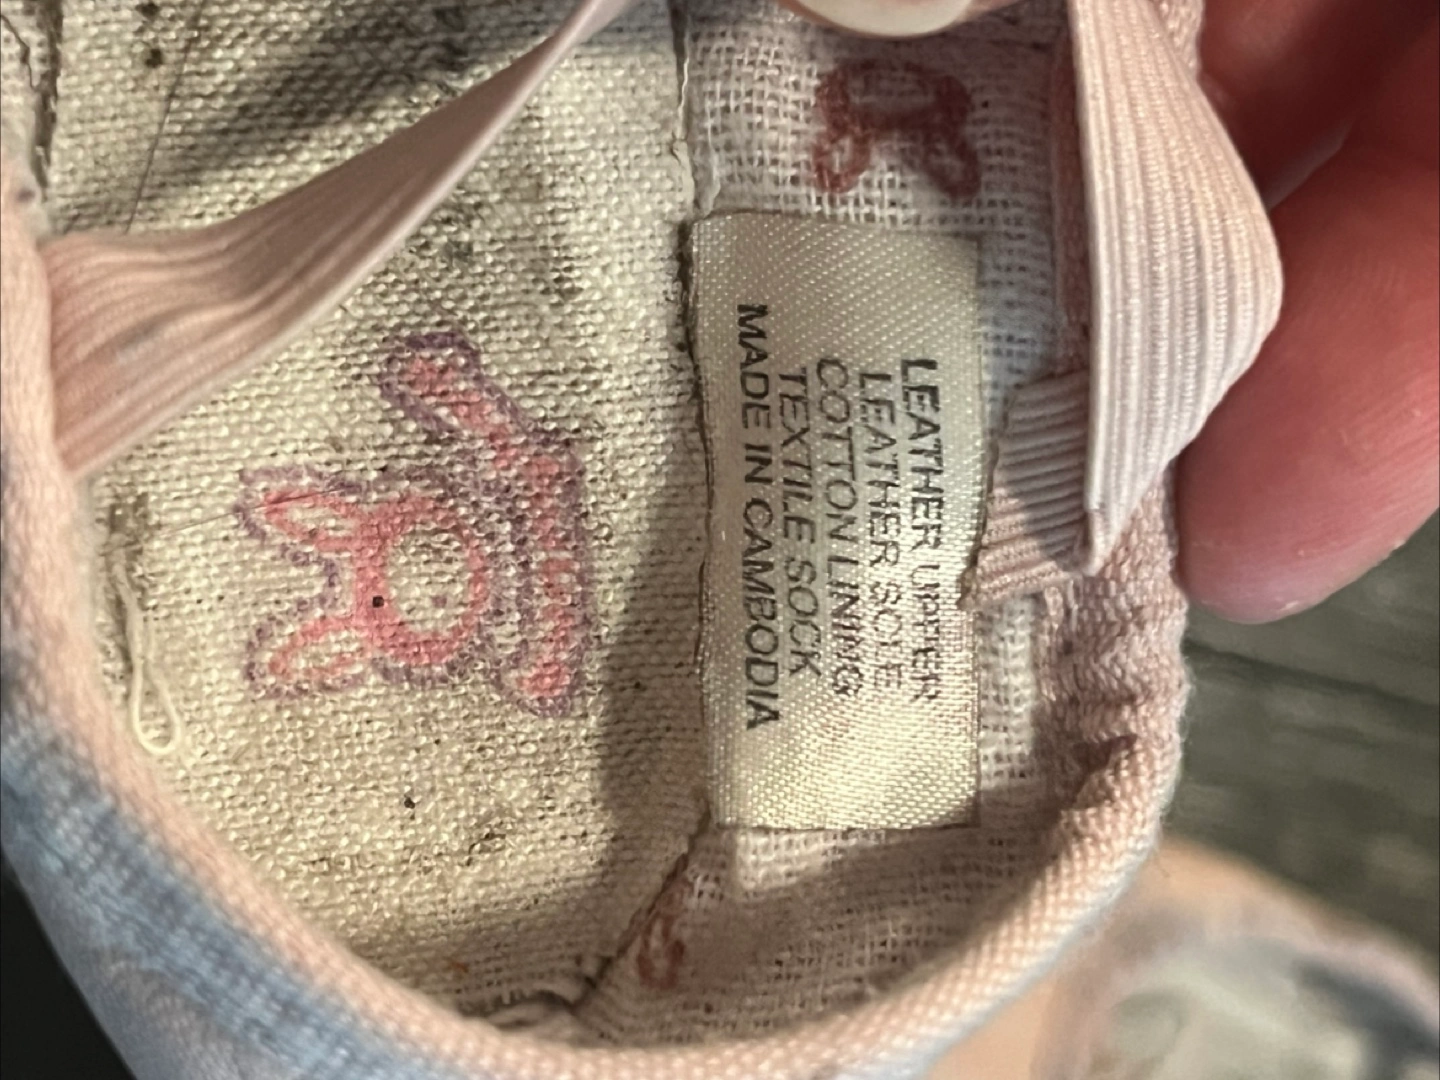 LEATHER UPPER
LEATHER SOLE
COTTON LINING
TEXTILE SOCK
MADE IN CAMBODIA